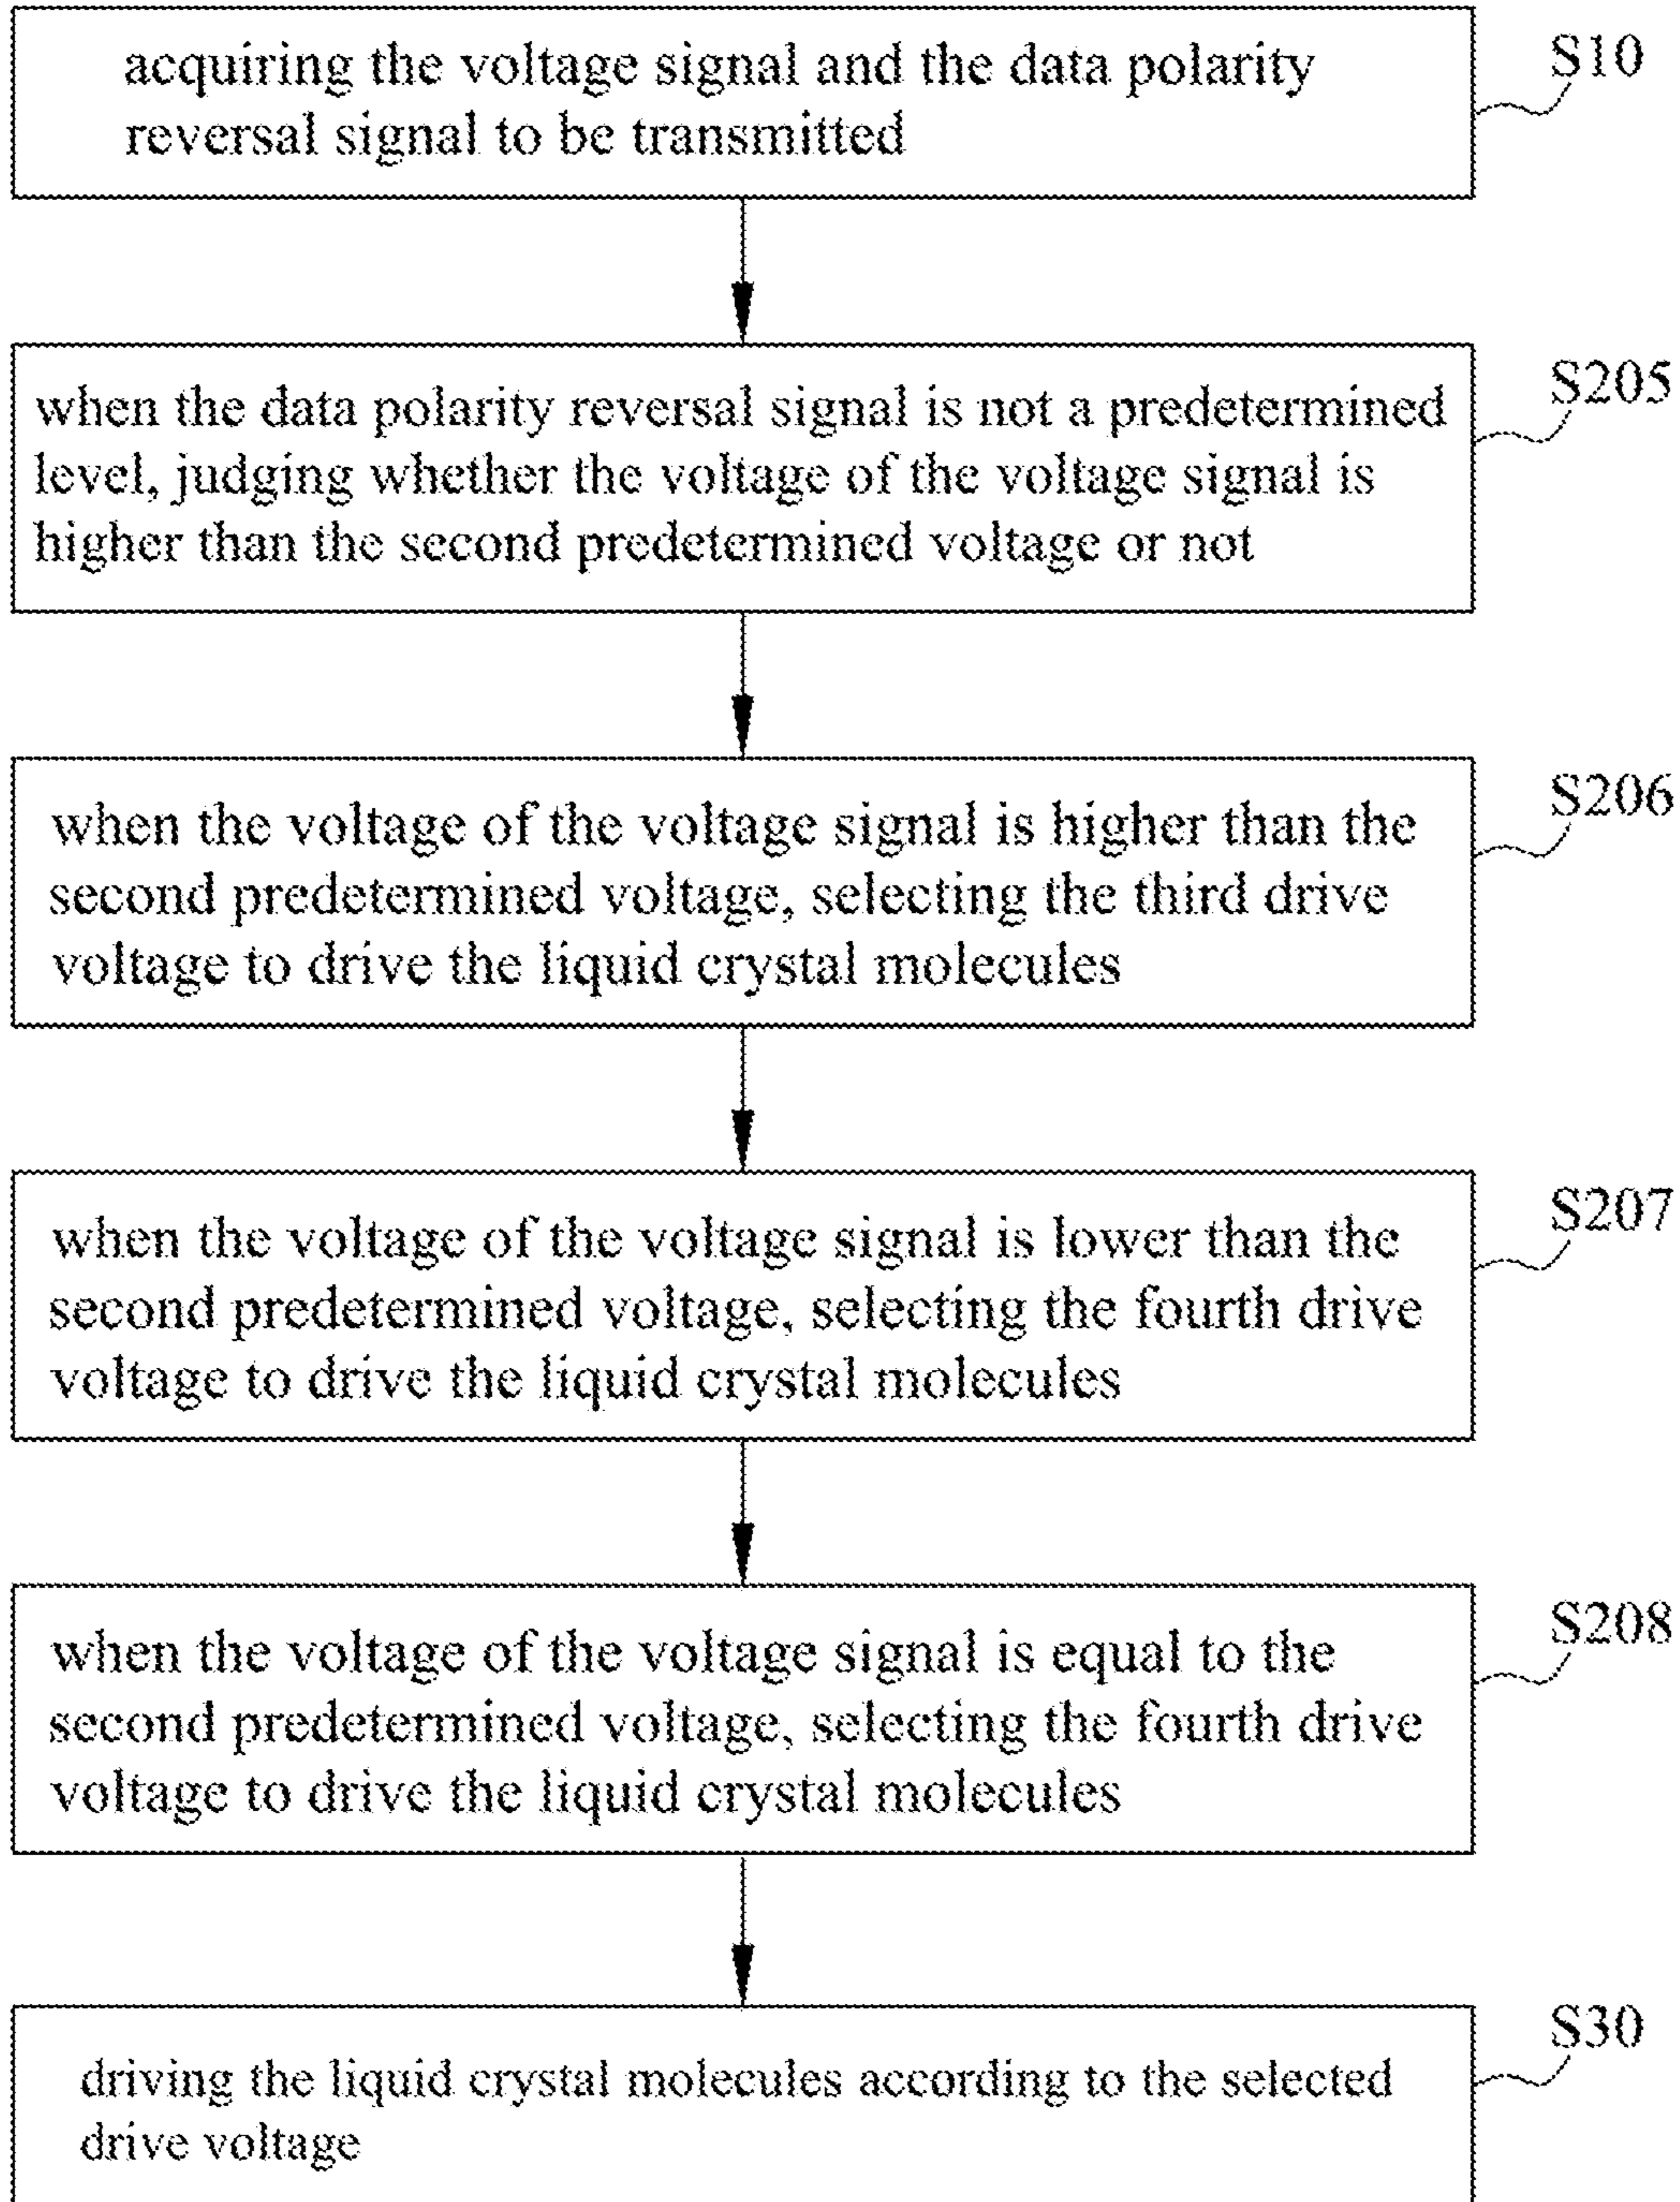 acquiring the voltage signal and the data polarity
reversal signal to be transmitted
S10
when the data polarity reversal signal is not a predetermined
level, judging whether the voltage of the voltage signal is
higher than the second predetermined voltage or not
S205
when the voltage of the voltage signal is higher than the
second predetermined voltage, selecting the third drive
voltage to drive the liquid crystal molecules
S206
when the voltage of the voltage signal is lower than the
second predetermined voltage, selecting the fourth drive
voltage to drive the liquid crystal molecules
S207
when the voltage of the voltage signal is equal to the
second predetermined voltage, selecting the fourth drive
voltage to drive the liquid crystal molecules
S208
driving the liquid crystal molecules according to the selected
drive voltage
S30